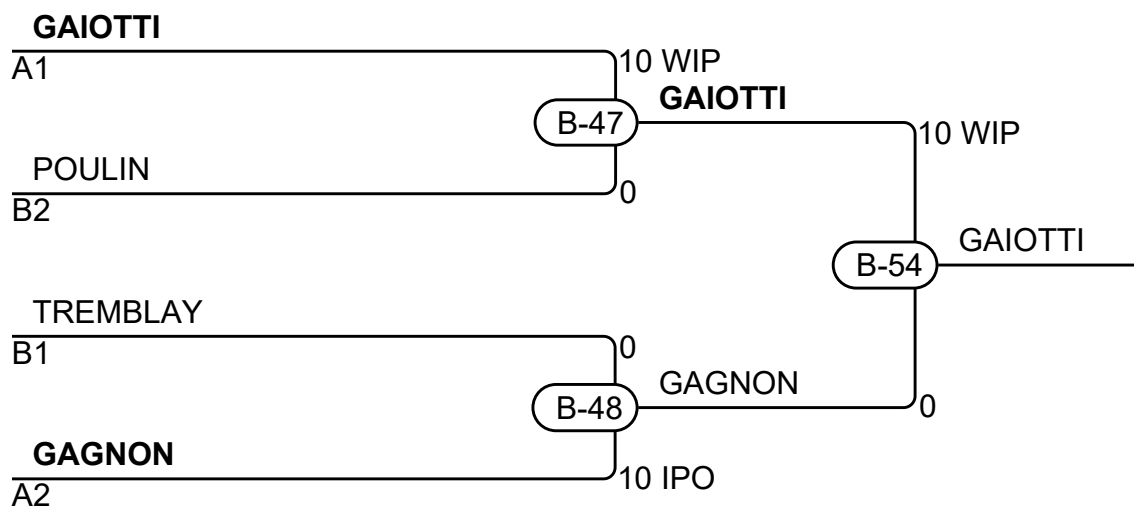 GAIOTTI
A1
10 WIP
GAIOTTI
B-47
10 WIP
POULIN
B2
0
GAIOTTI
B-54
TREMBLAY
B1
0
GAGNON
B-48
0
GAGNON
A2
10 IPO